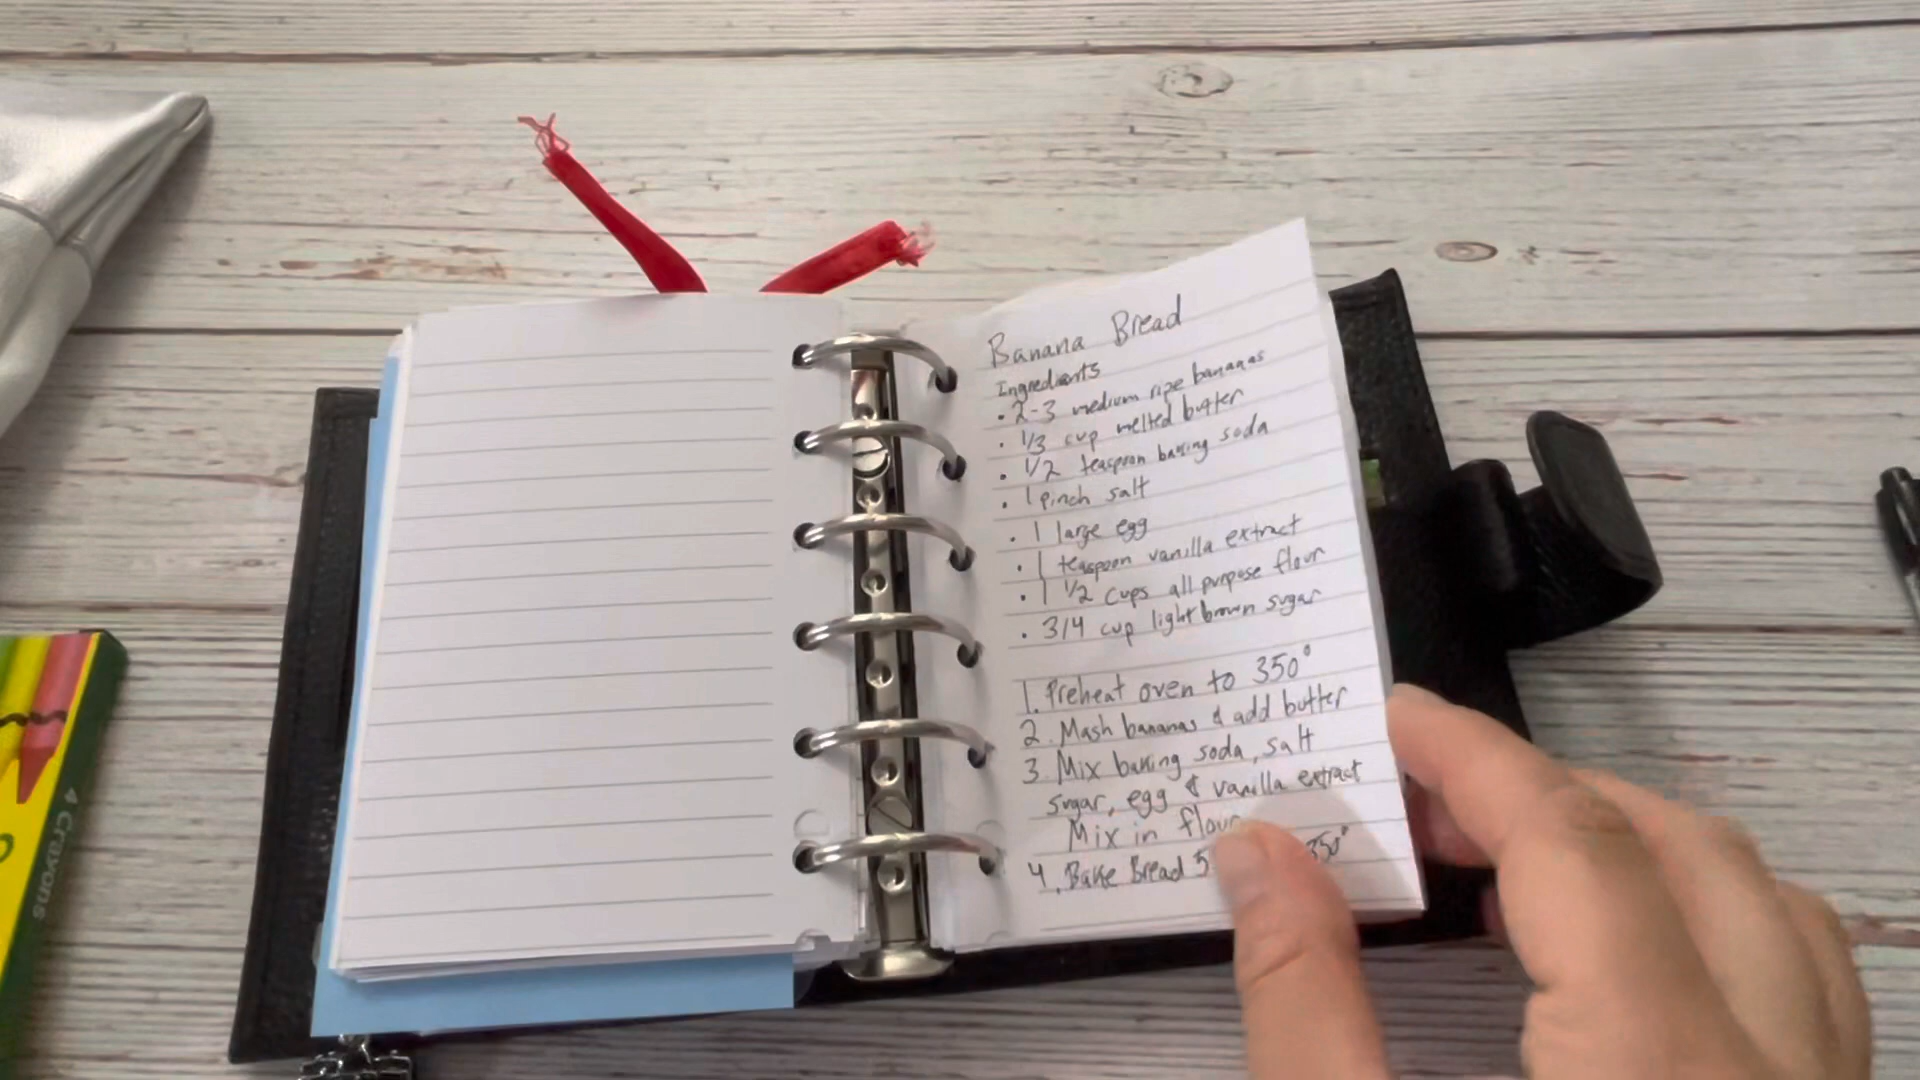 Banana Bread
Ingredients
• 2-3 medium ripe bananas
• 1/3 cup melted butter
• 1/2 teaspoon baking soda
• 1 pinch salt
• 1 large egg
• 1 teaspoon vanilla extract
• 1 1/2 cups all purpose flour
• 3/4 cup light brown sugar
1. Preheat oven to 350°
2. Mash bananas & add butter
3. Mix baking soda, salt
sugar, egg & vanilla extract
Mix in flour
4. Bake Bread 5 350°
4 Crayons